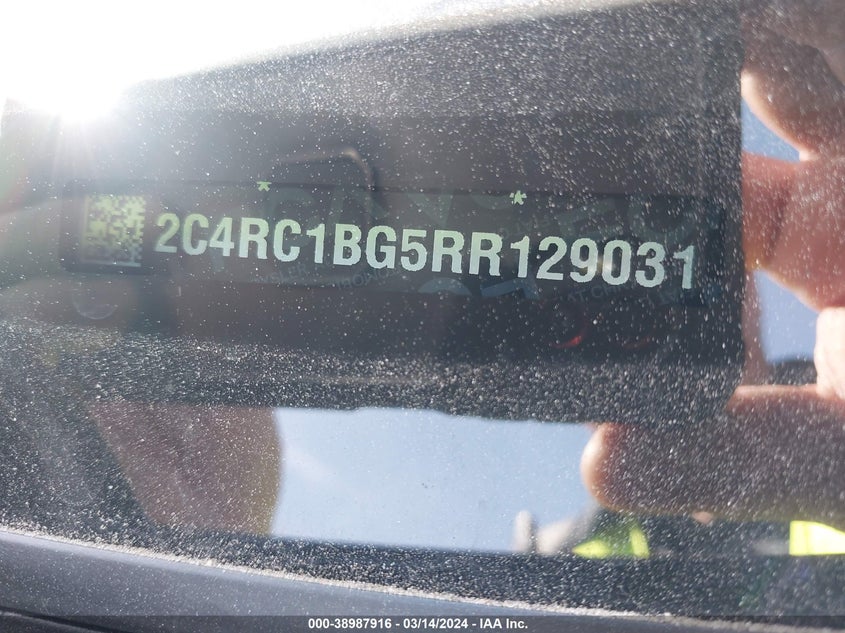 * *
2C4RC1BG5RR129031
000-38987916 - 03/14/2024 - IAA Inc.